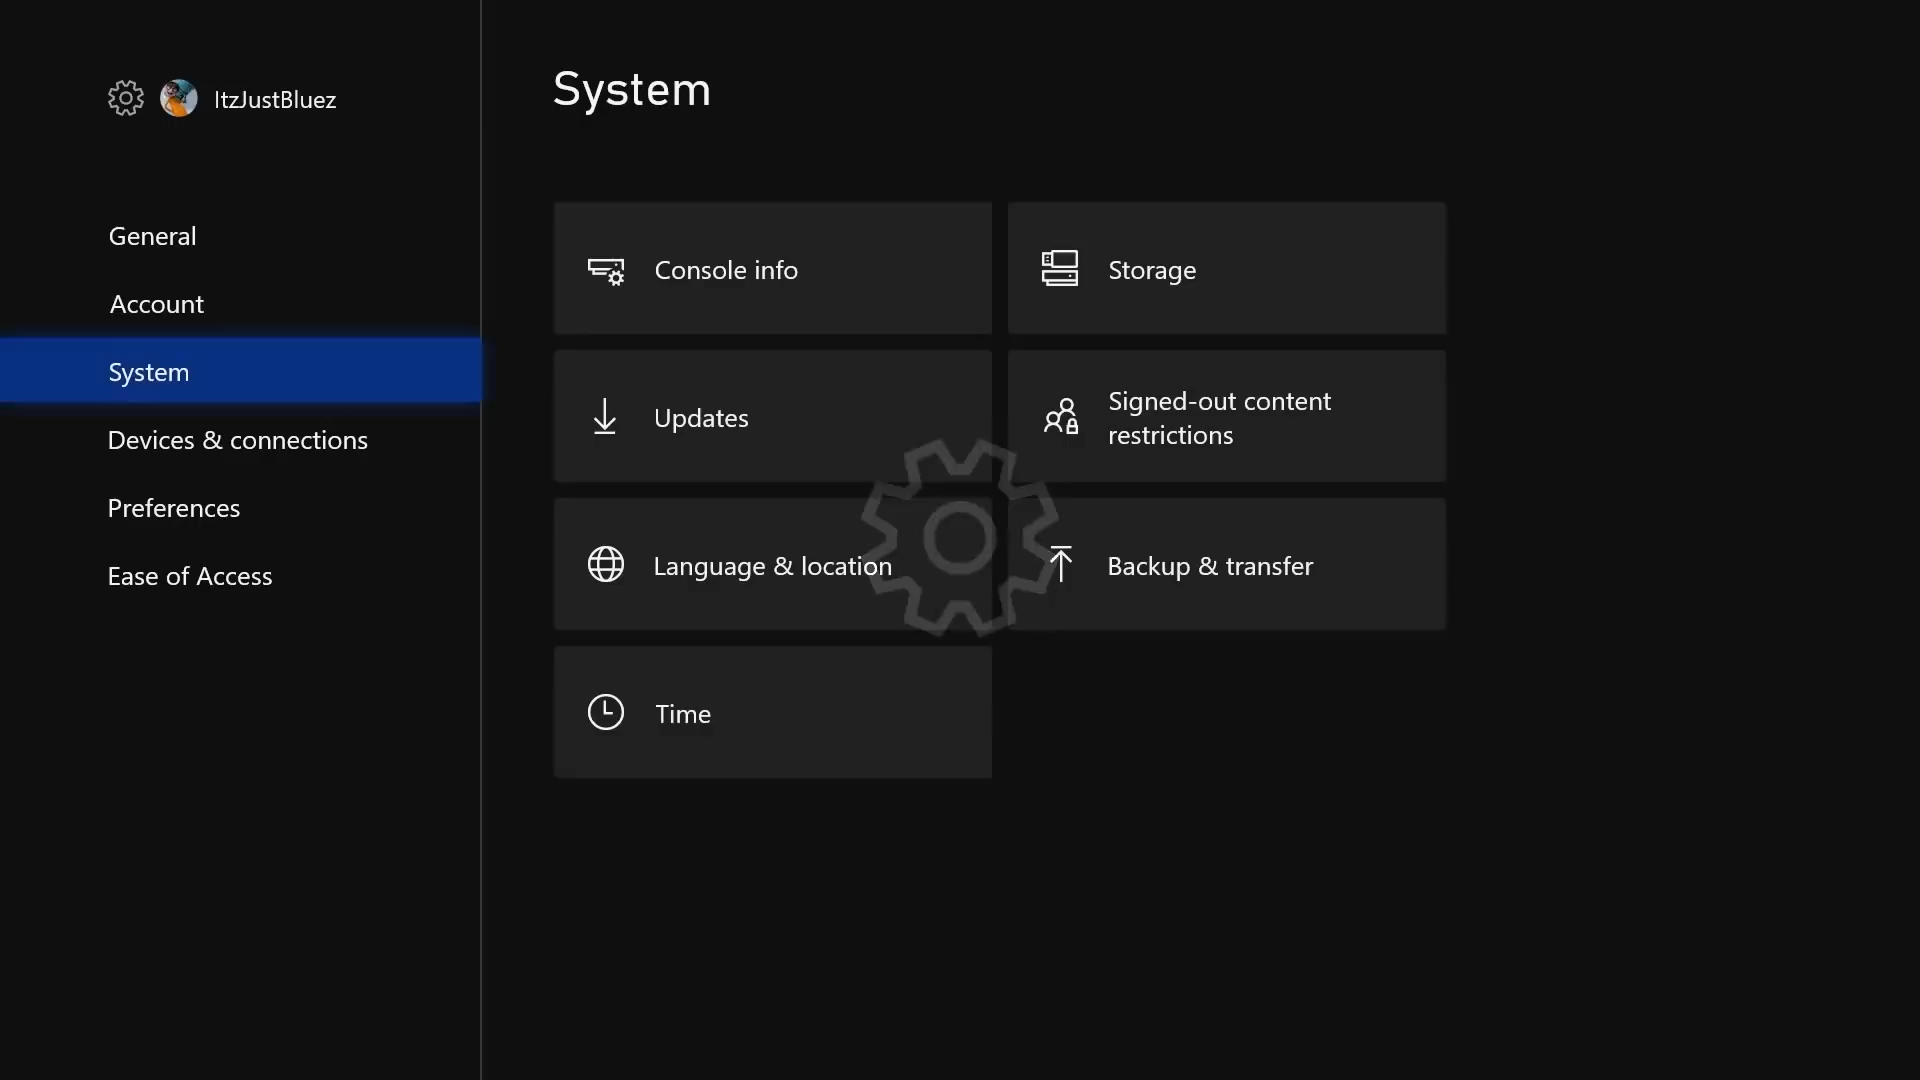 ItzJustBluez
General
Account
System
Devices & connections
Preferences
Ease of Access
System
Console info
Storage
Updates
Signed-out content
restrictions
Language & location
Backup & transfer
Time